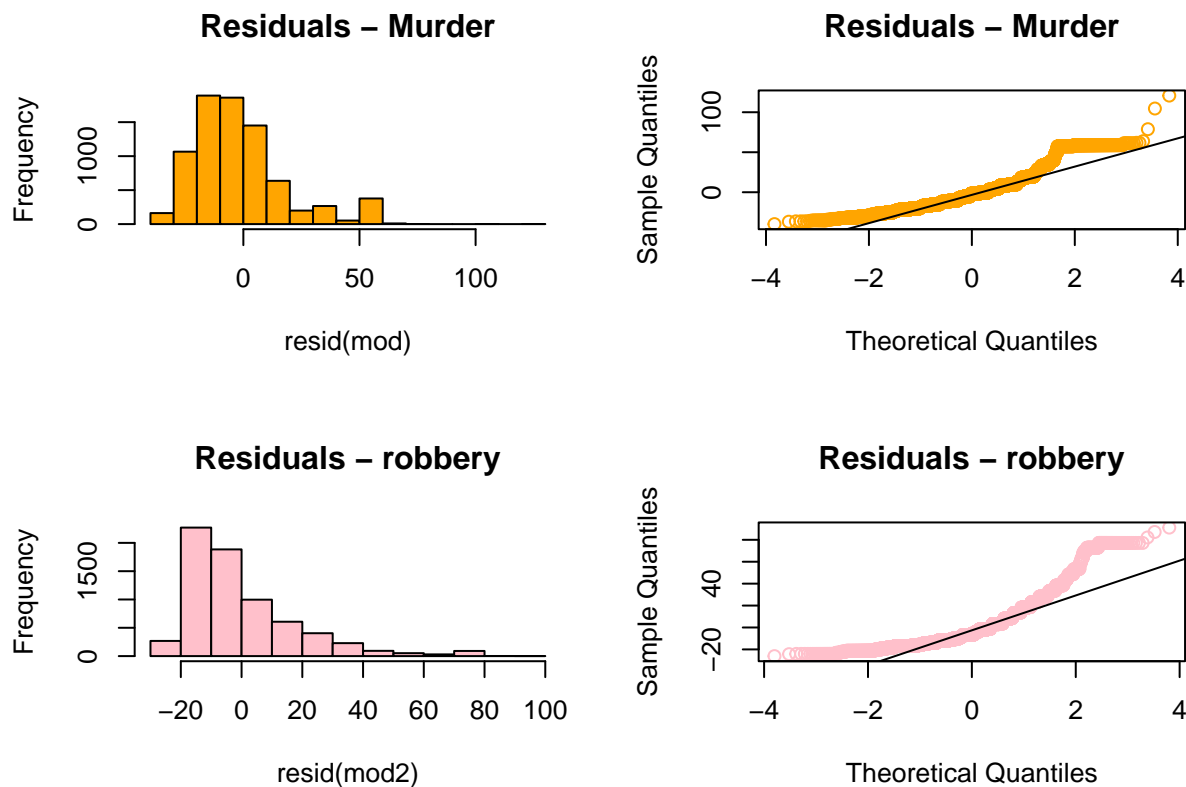 Residuals − Murder
Frequency
0
1000
0
50
100
resid(mod)
Residuals − Murder
Sample Quantiles
0
100
−4
−2
0
2
4
Theoretical Quantiles
Residuals − robbery
Frequency
0
1500
−20
0
20
40
60
80
100
resid(mod2)
Residuals − robbery
Sample Quantiles
−20
40
−4
−2
0
2
4
Theoretical Quantiles